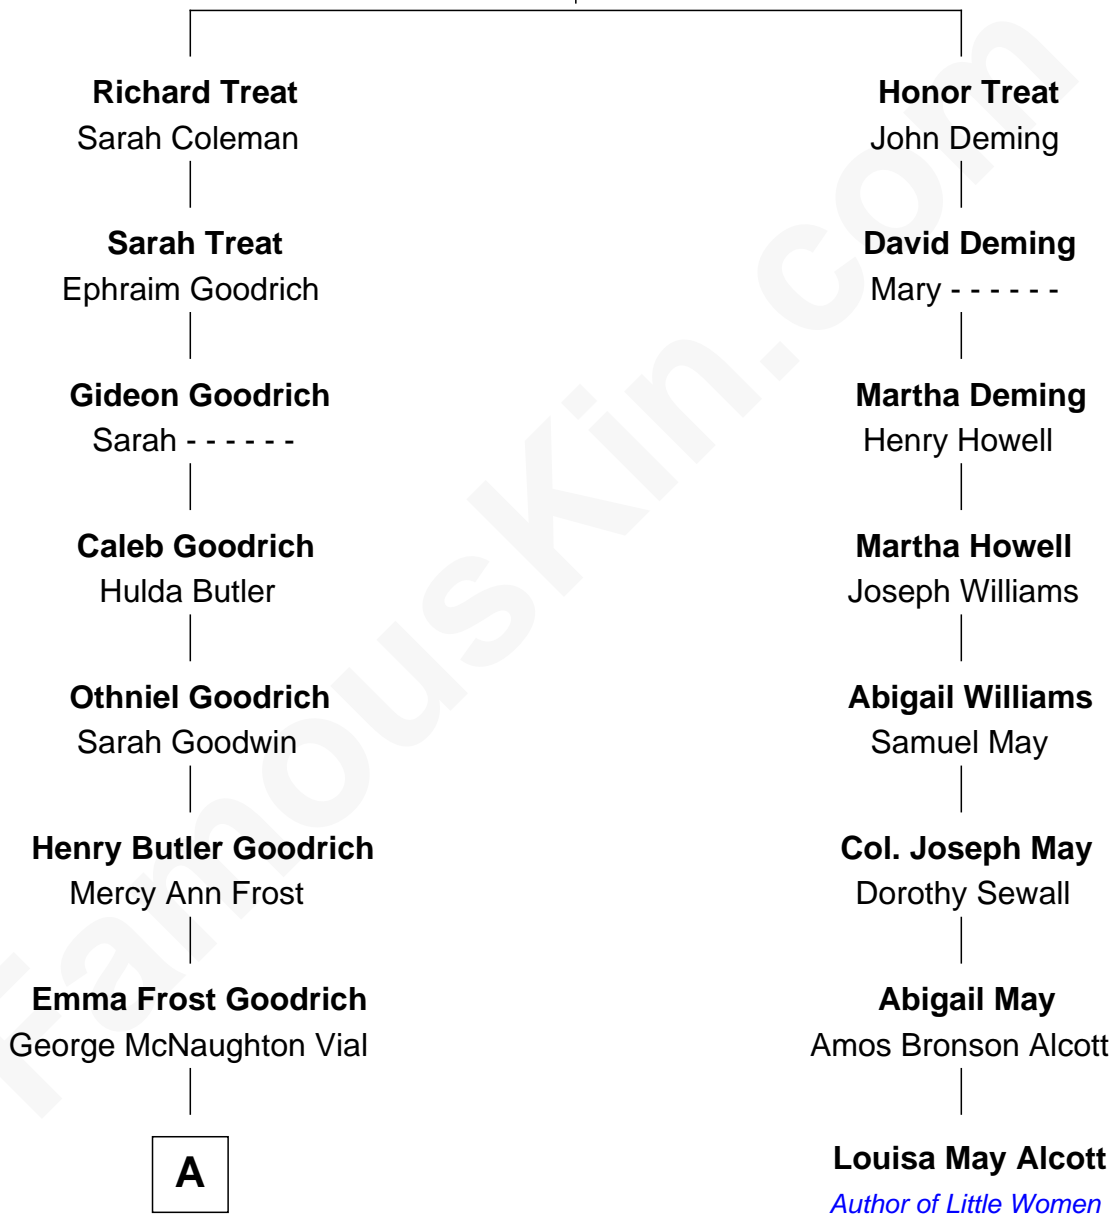 Richard Treat
Sarah Coleman
Sarah Treat
Ephraim Goodrich
Gideon Goodrich
Sarah - - - - - -
Caleb Goodrich
Hulda Butler
Othniel Goodrich
Sarah Goodwin
Henry Butler Goodrich
Mercy Ann Frost
Emma Frost Goodrich
George McNaughton Vial
A
Honor Treat
John Deming
David Deming
Mary - - - - - -
Martha Deming
Henry Howell
Martha Howell
Joseph Williams
Abigail Williams
Samuel May
Col. Joseph May
Dorothy Sewall
Abigail May
Amos Bronson Alcott
Louisa May Alcott
Author of Little Women
FamousKin.com